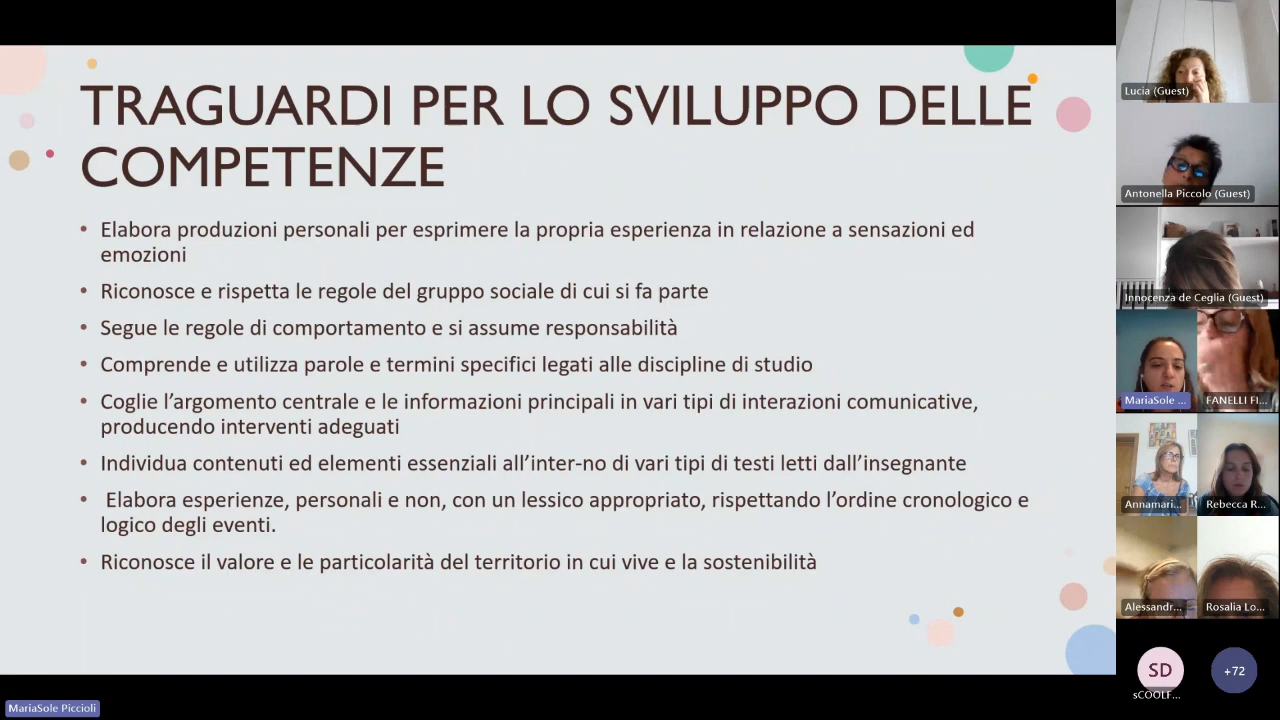 TRAGUARDI PER LO SVILUPPO DELLE
COMPETENZE
• Elabora produzioni personali per esprimere la propria esperienza in relazione a sensazioni ed
emozioni
• Riconosce e rispetta le regole del gruppo sociale di cui si fa parte
• Segue le regole di comportamento e si assume responsabilità
• Comprende e utilizza parole e termini specifici legati alle discipline di studio
• Coglie l’argomento centrale e le informazioni principali in vari tipi di interazioni comunicative,
producendo interventi adeguati
• Individua contenuti ed elementi essenziali all’inter-no di vari tipi di testi letti dall’insegnante
• Elabora esperienze, personali e non, con un lessico appropriato, rispettando l’ordine cronologico e
logico degli eventi.
• Riconosce il valore e le particolarità del territorio in cui vive e la sostenibilità
MariaSole Piccioli
Lucia (Guest)
Antonella Piccolo (Guest)
Innocenza de Ceglia (Guest)
MariaSole ...
FANELLI FI...
Annamari...
Rebecca R...
Alessandr...
Rosalia Lo...
SD
sCOOLF...
+72